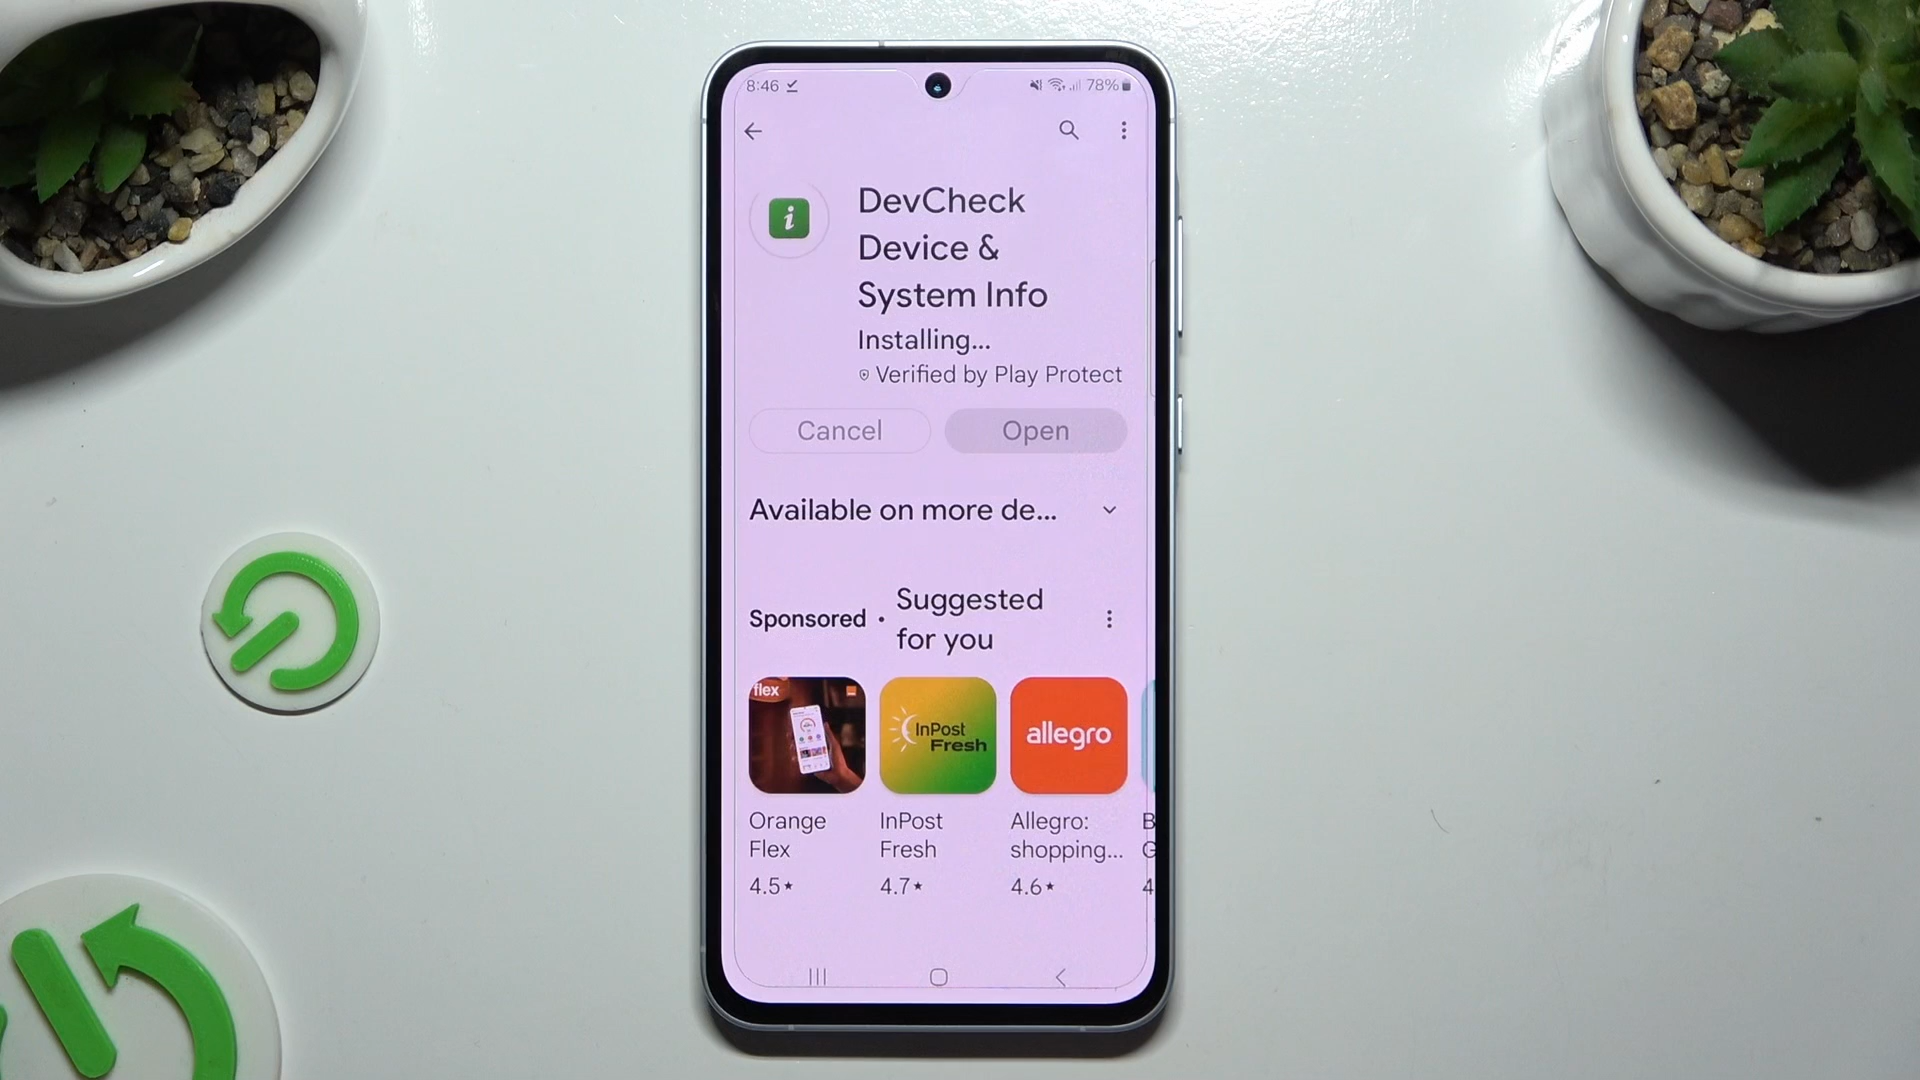 8:46
78%
i
DevCheck
Device &
System Info
Installing...
Verified by Play Protect
Cancel
Open
Available on more de...
Sponsored • Suggested
for you
flex
InPost
Fresh
allegro
Orange
Flex
4.5★
InPost
Fresh
4.7★
Allegro:
shopping...
4.6★
B
G
4